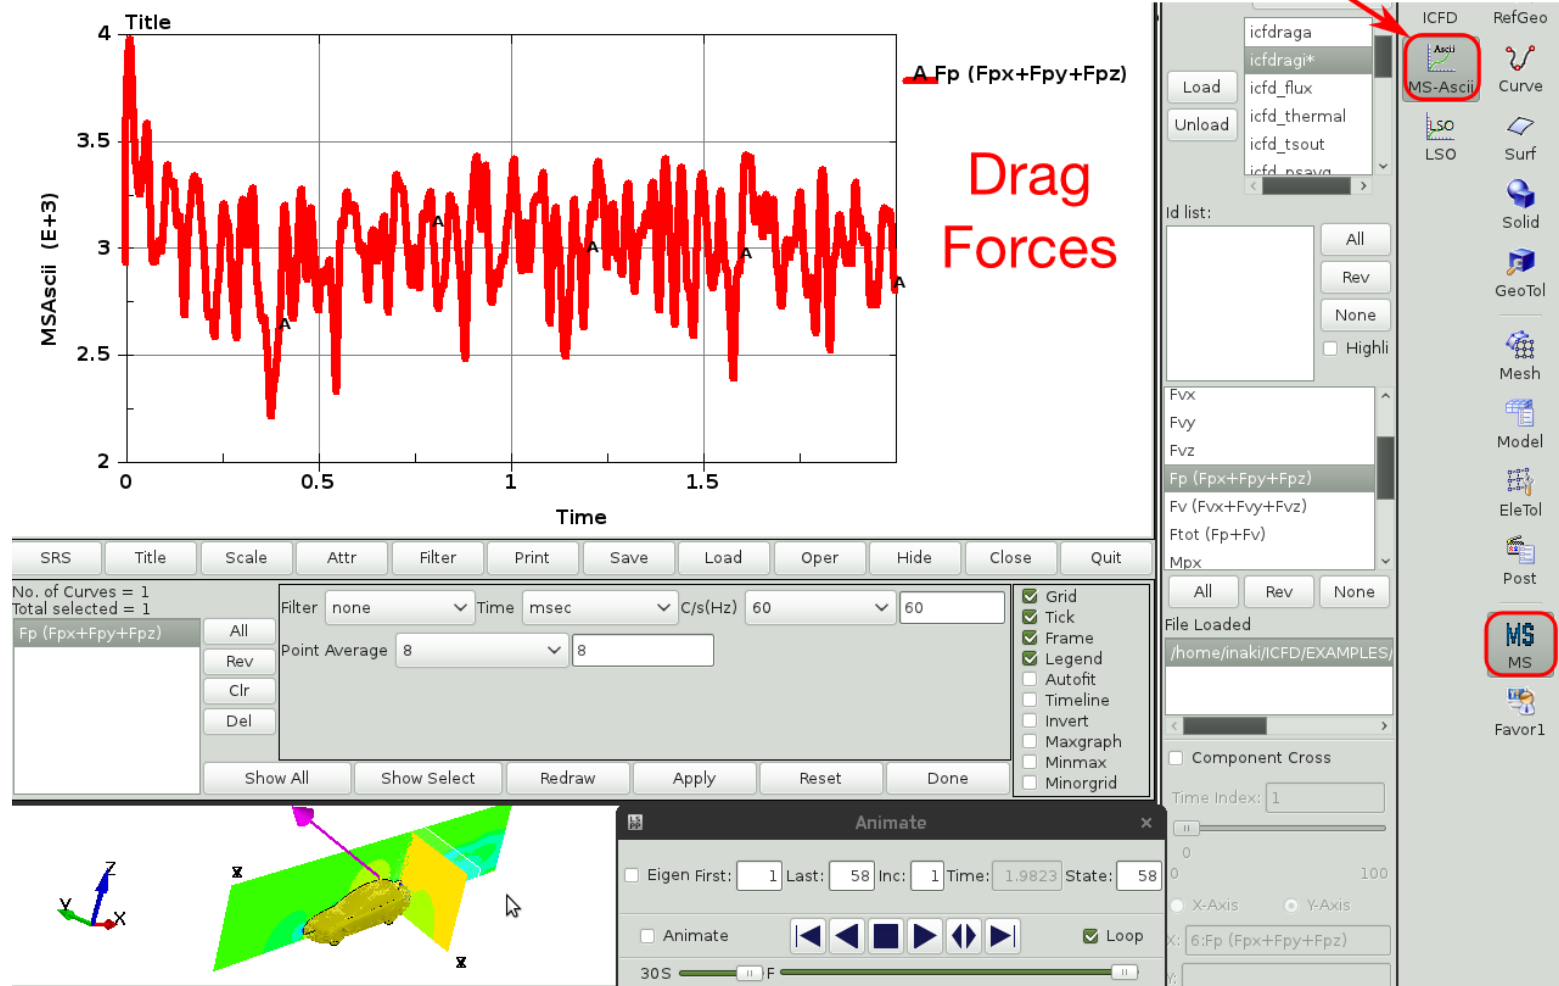 Title
4
3.5
3
2.5
2
0
0.5
1
1.5
MSAscii (E+3)
Time
A Fp (Fpx+Fpy+Fpz)
A
A
A
A
A
Drag
Forces
SRS Title Scale Attr Filter Print Save Load Oper Hide Close Quit
No. of Curves = 1
Total selected = 1
Fp (Fpx+Fpy+Fpz)
All
Rev
Clr
Del
Filter none Time msec C/s(Hz) 60 60
Point Average 8 8
Show All Show Select Redraw Apply Reset Done
Grid
Tick
Frame
Legend
Autofit
Timeline
Invert
Maxgraph
Minmax
Minorgrid
Z
Y
X
X
X
LS
PP
Animate ×
Eigen First: 1 Last: 58 Inc: 1 Time: 1.9823 State: 58
Animate
Loop
30 S F
Load
Unload
icfdraga
icfdragi*
icfd_flux
icfd_thermal
icfd_tsout
icfd_psavg
Id list:
All
Rev
None
Highli
Fvx
Fvy
Fvz
Fp (Fpx+Fpy+Fpz)
Fv (Fvx+Fvy+Fvz)
Ftot (Fp+Fv)
Mpx
All Rev None
File Loaded
/home/inaki/ICFD/EXAMPLES/
Component Cross
Time Index: 1
0
0 100
X-Axis Y-Axis
X: 6:Fp (Fpx+Fpy+Fpz)
Y:
ICFD
Ascii
MS-Ascii
LSO
LSO
RefGeo
Curve
Surf
Solid
GeoTol
Mesh
Model
EleTol
Post
MS
MS
Favor1